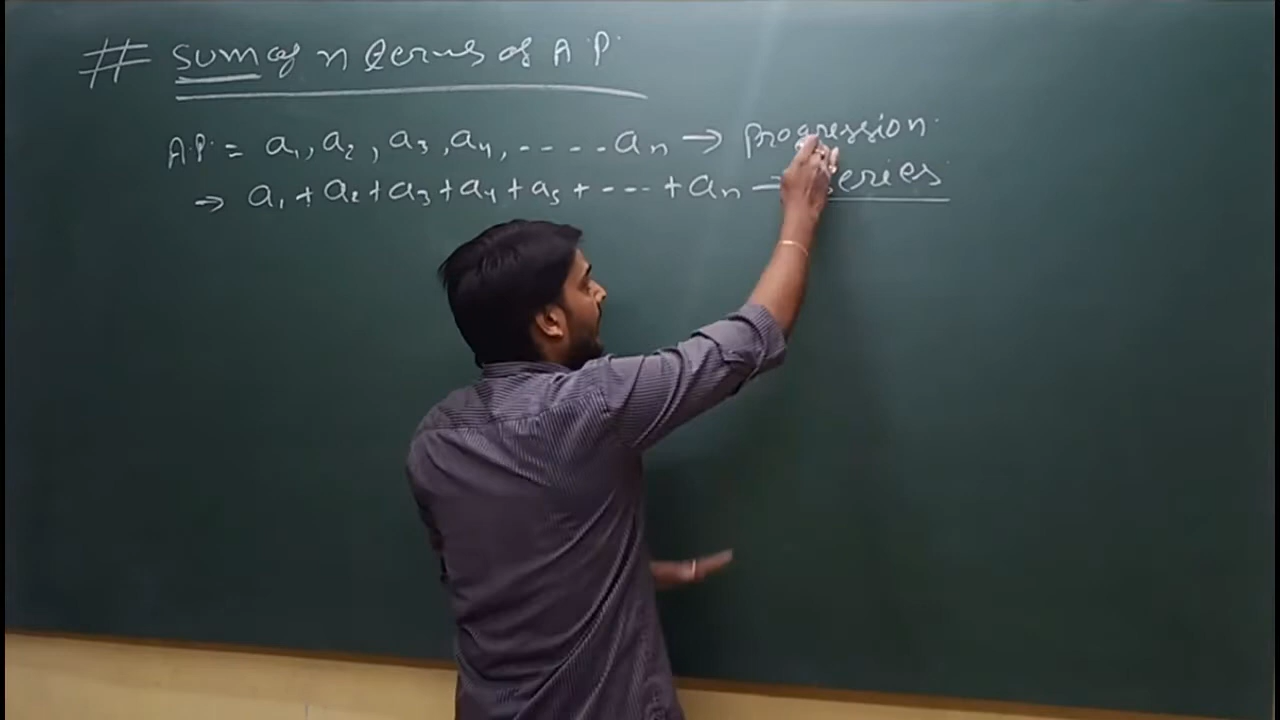 # Sum of n terms of A.P.
A.P. = a₁, a₂, a₃, a₄, ---- aₙ → Progression.
→ a₁ + a₂ + a₃ + a₄ + a₅ + --- + aₙ → Series